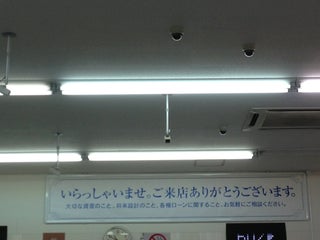 いらっしゃいませ。ご来店ありがとうございます。
大切な資金のこと、将来設計のこと、各種ローンに関すること、お気軽にご相談ください。